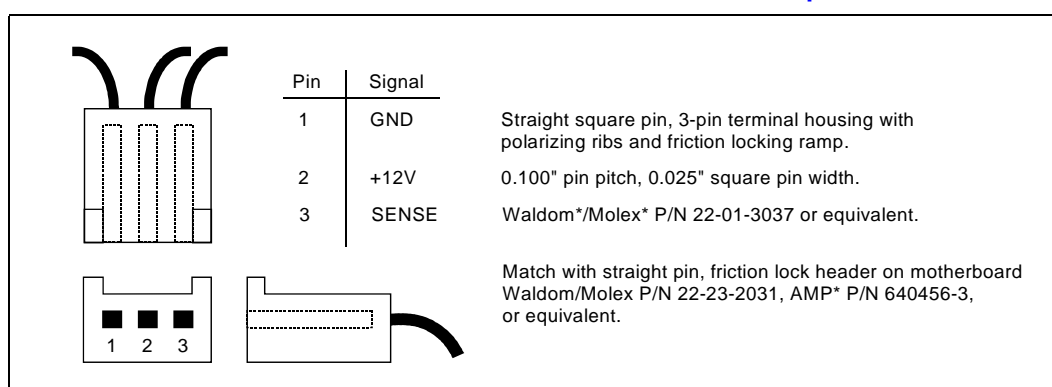 Pin Signal
1 GND
2 +12V
3 SENSE
Straight square pin, 3-pin terminal housing with
polarizing ribs and friction locking ramp.
0.100" pin pitch, 0.025" square pin width.
Waldom*/Molex* P/N 22-01-3037 or equivalent.
Match with straight pin, friction lock header on motherboard
Waldom/Molex P/N 22-23-2031, AMP* P/N 640456-3,
or equivalent.
1 2 3